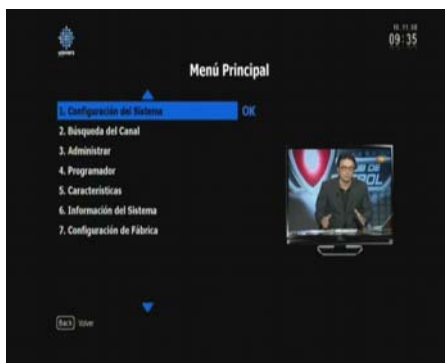 09:35
Menú Principal
1. Configuración del Sistema OK
2. Búsqueda del Canal
3. Administrar
4. Programador
5. Características
6. Información del Sistema
7. Configuración de Fábrica
Back Volver